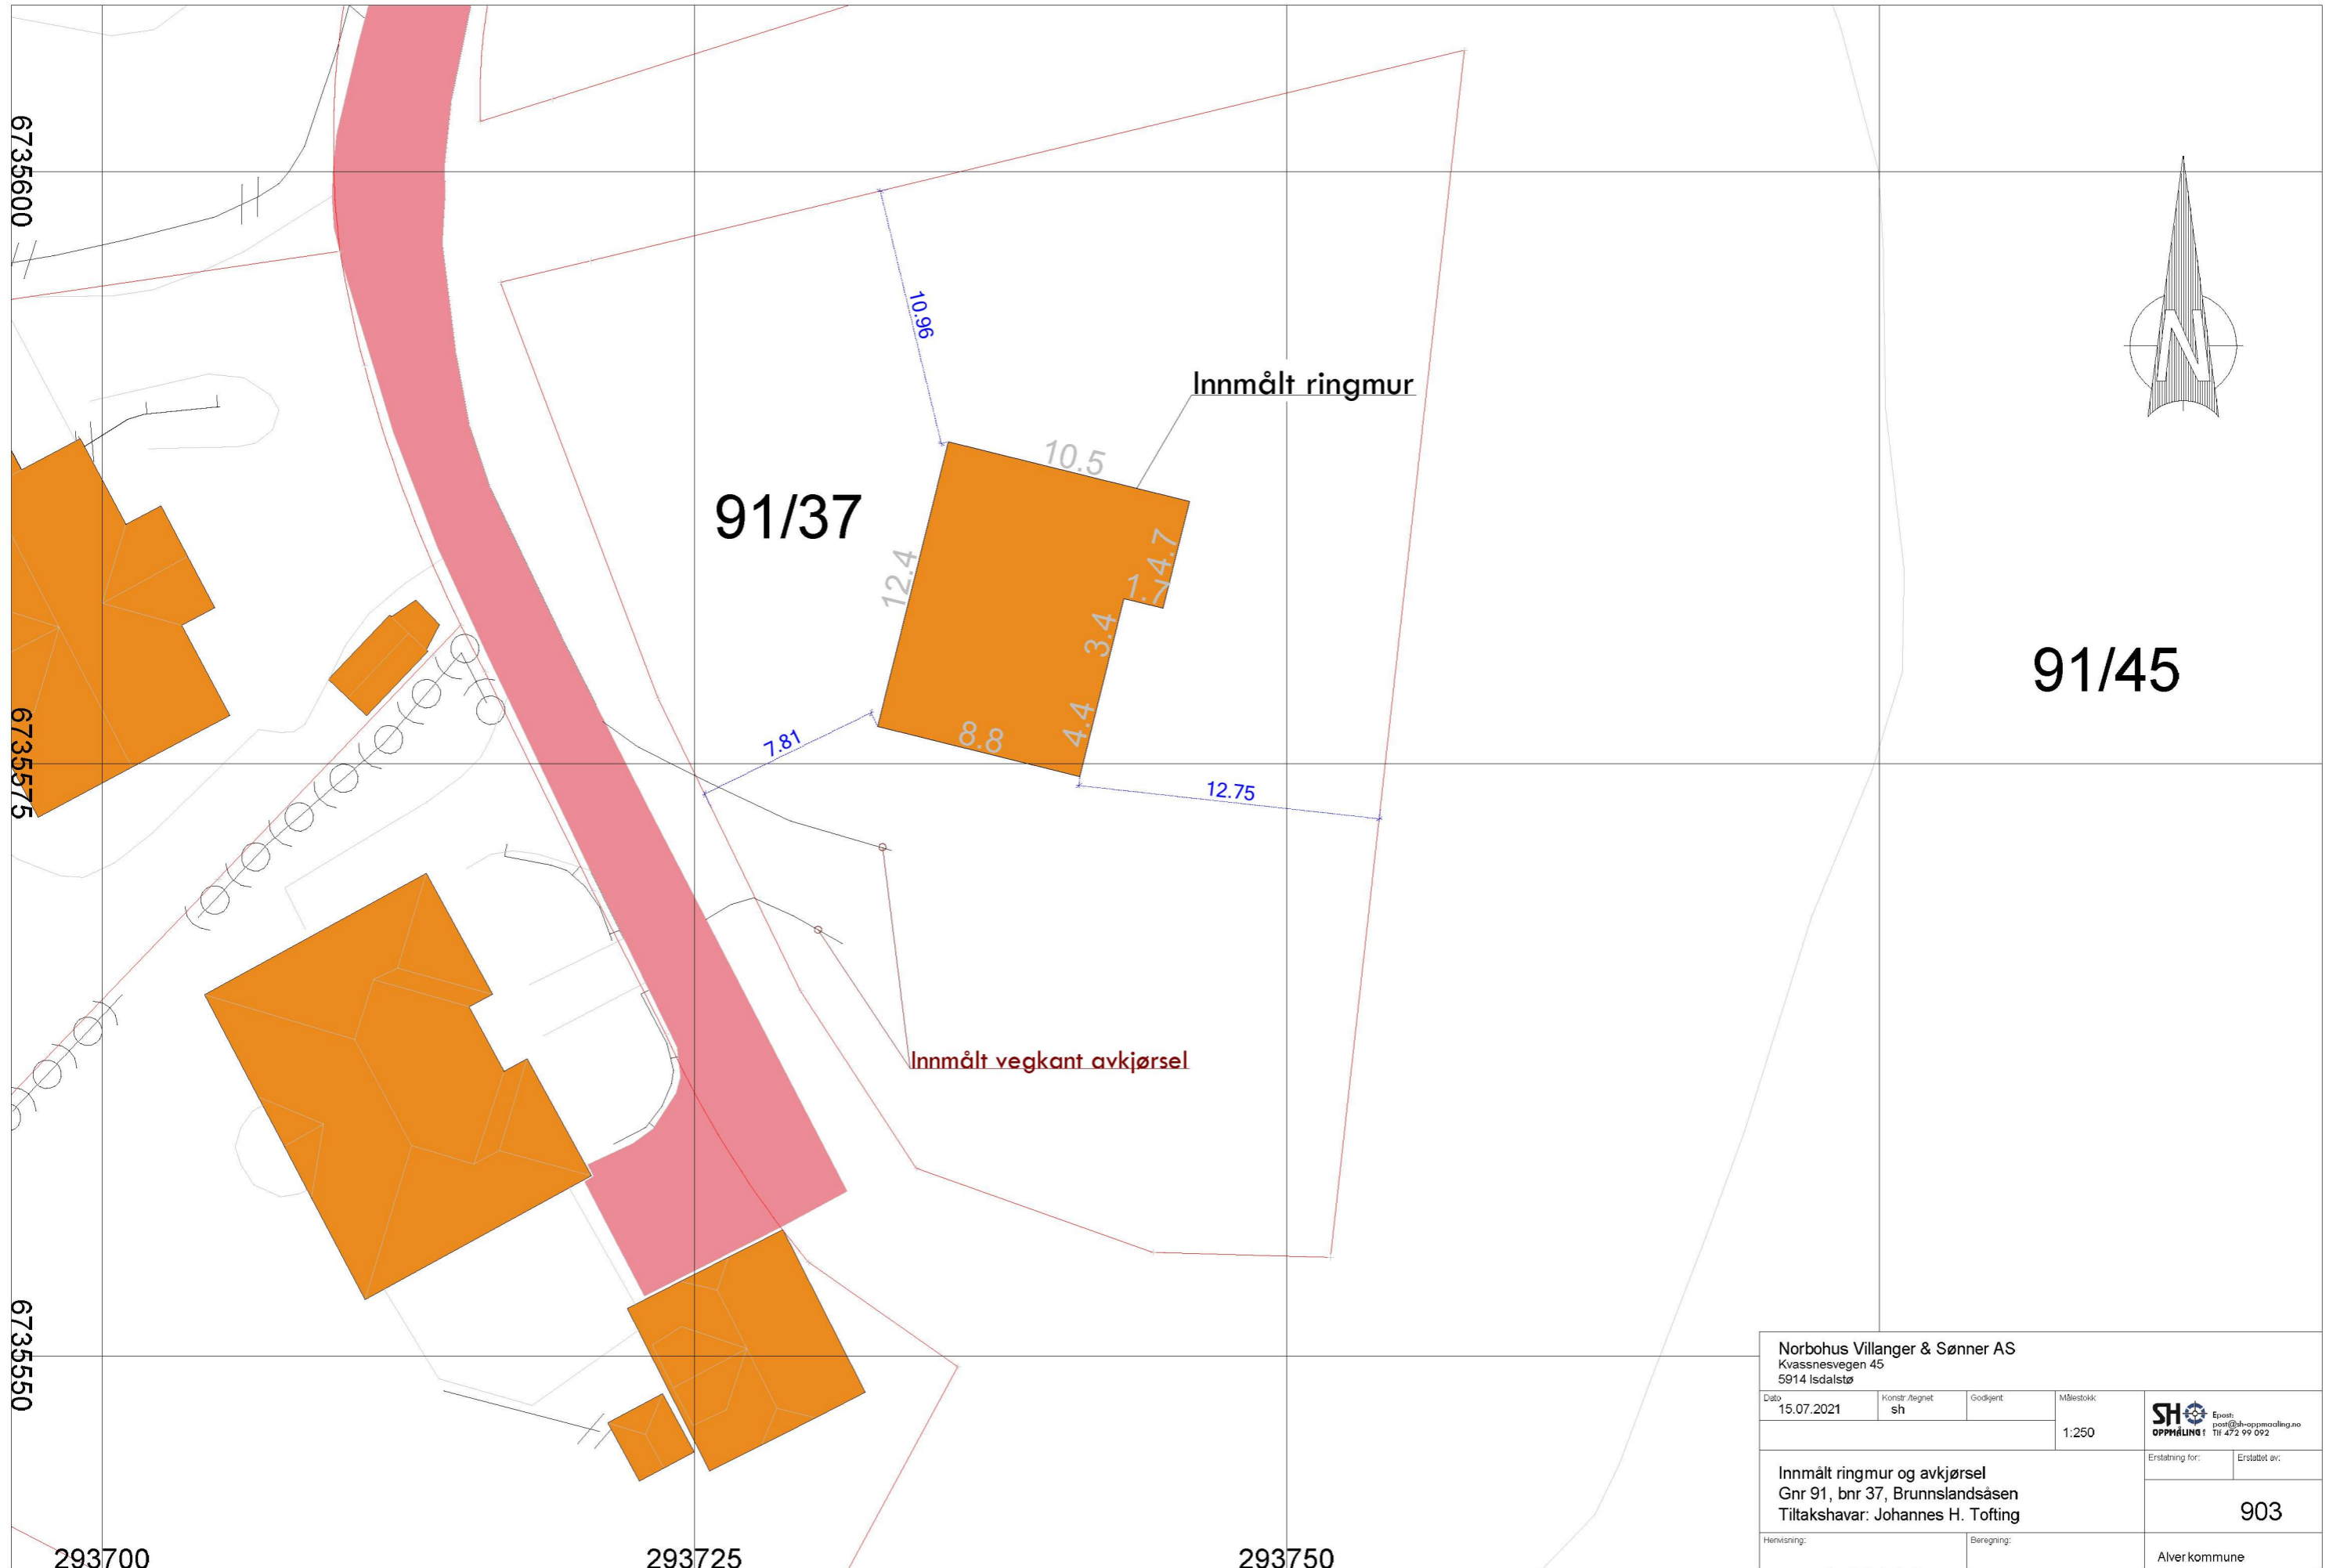 6735600
10.96
Innmålt ringmur
10.5
91/37
12.4
4.7
1.7
3.4
91/45
6735575
7.81
8.8
4.4
12.75
Innmålt vegkant avkjørsel
6735550
N
293700
293725
293750
Norbohus Villanger & Sønner AS
Kvassnesvegen 45
5914 Isdalstø
Dato
15.07.2021
Konstr./tegnet
sh
Godkjent
Målestokk
1:250
SH
OPPMÅLING
Epost:
post@sh-oppmaaling.no
Tlf 472 99 092
Innmålt ringmur og avkjørsel
Gnr 91, bnr 37, Brunnslandsåsen
Tiltakshavar: Johannes H. Tofting
Erstatning for:
Erstattet av:
903
Henvisning:
Beregning:
Alver kommune